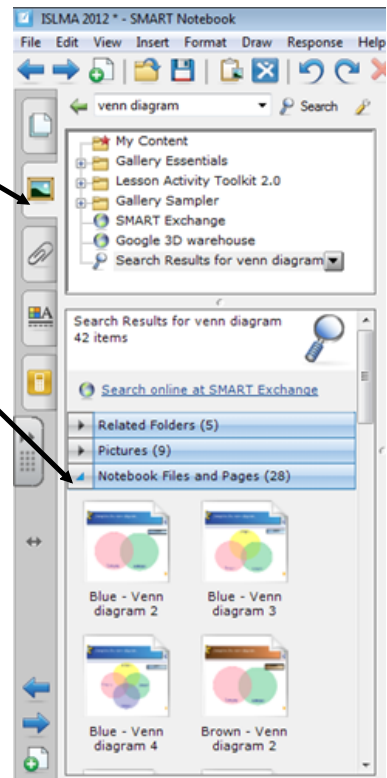 ISLMA 2012 * - SMART Notebook
File Edit View Insert Format Draw Response Help
venn diagram
Search
My Content
Gallery Essentials
Lesson Activity Toolkit 2.0
Gallery Sampler
SMART Exchange
Google 3D warehouse
Search Results for venn diagram
Search Results for venn diagram
42 items
Search online at SMART Exchange
Related Folders (5)
Pictures (9)
Notebook Files and Pages (28)
Blue - Venn
diagram 2
Blue - Venn
diagram 3
Blue - Venn
diagram 4
Brown - Venn
diagram 2